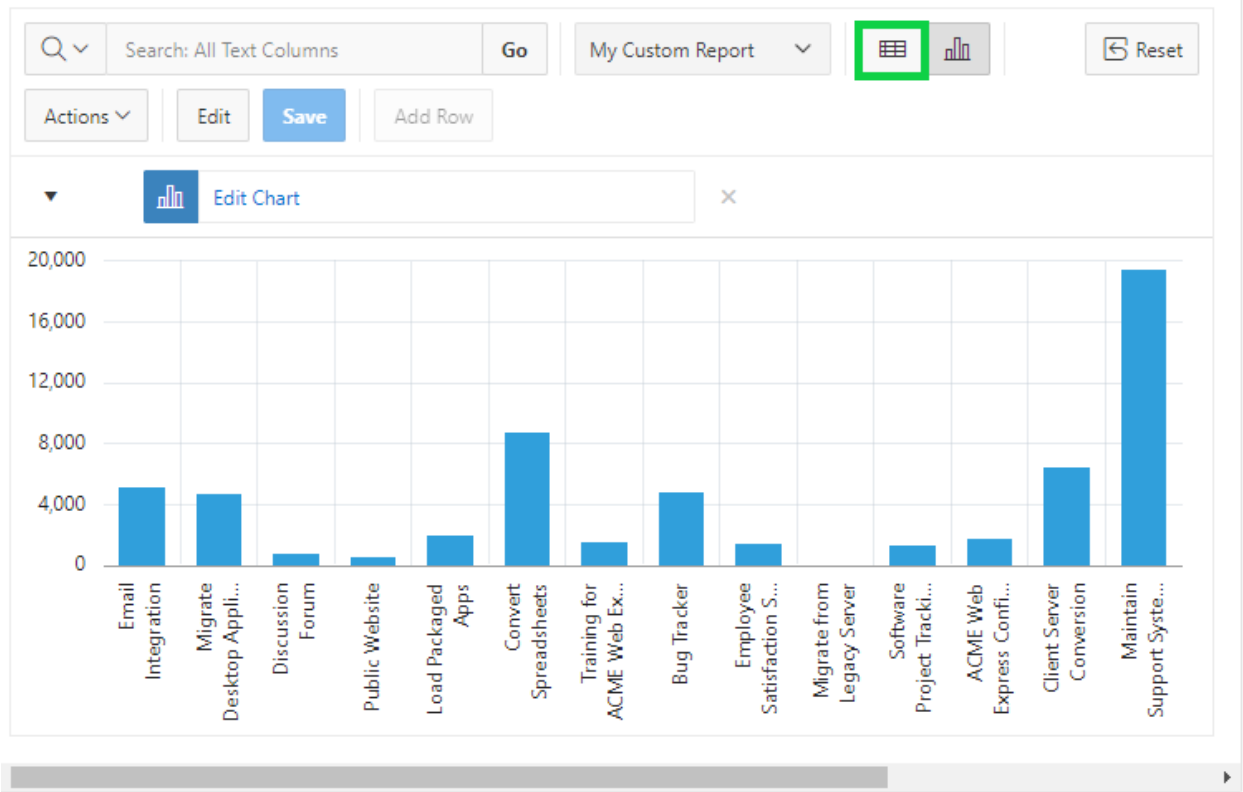 Search: All Text Columns
Go
My Custom Report
Reset
Actions
Edit
Save
Add Row
Edit Chart
20,000
16,000
12,000
8,000
4,000
0
Email
Integration
Migrate
Desktop Appli...
Discussion
Forum
Public Website
Load Packaged
Apps
Convert
Spreadsheets
Training for
ACME Web Ex...
Bug Tracker
Employee
Satisfaction S...
Migrate from
Legacy Server
Software
Project Tracki...
ACME Web
Express Confi...
Client Server
Conversion
Maintain
Support Syste...